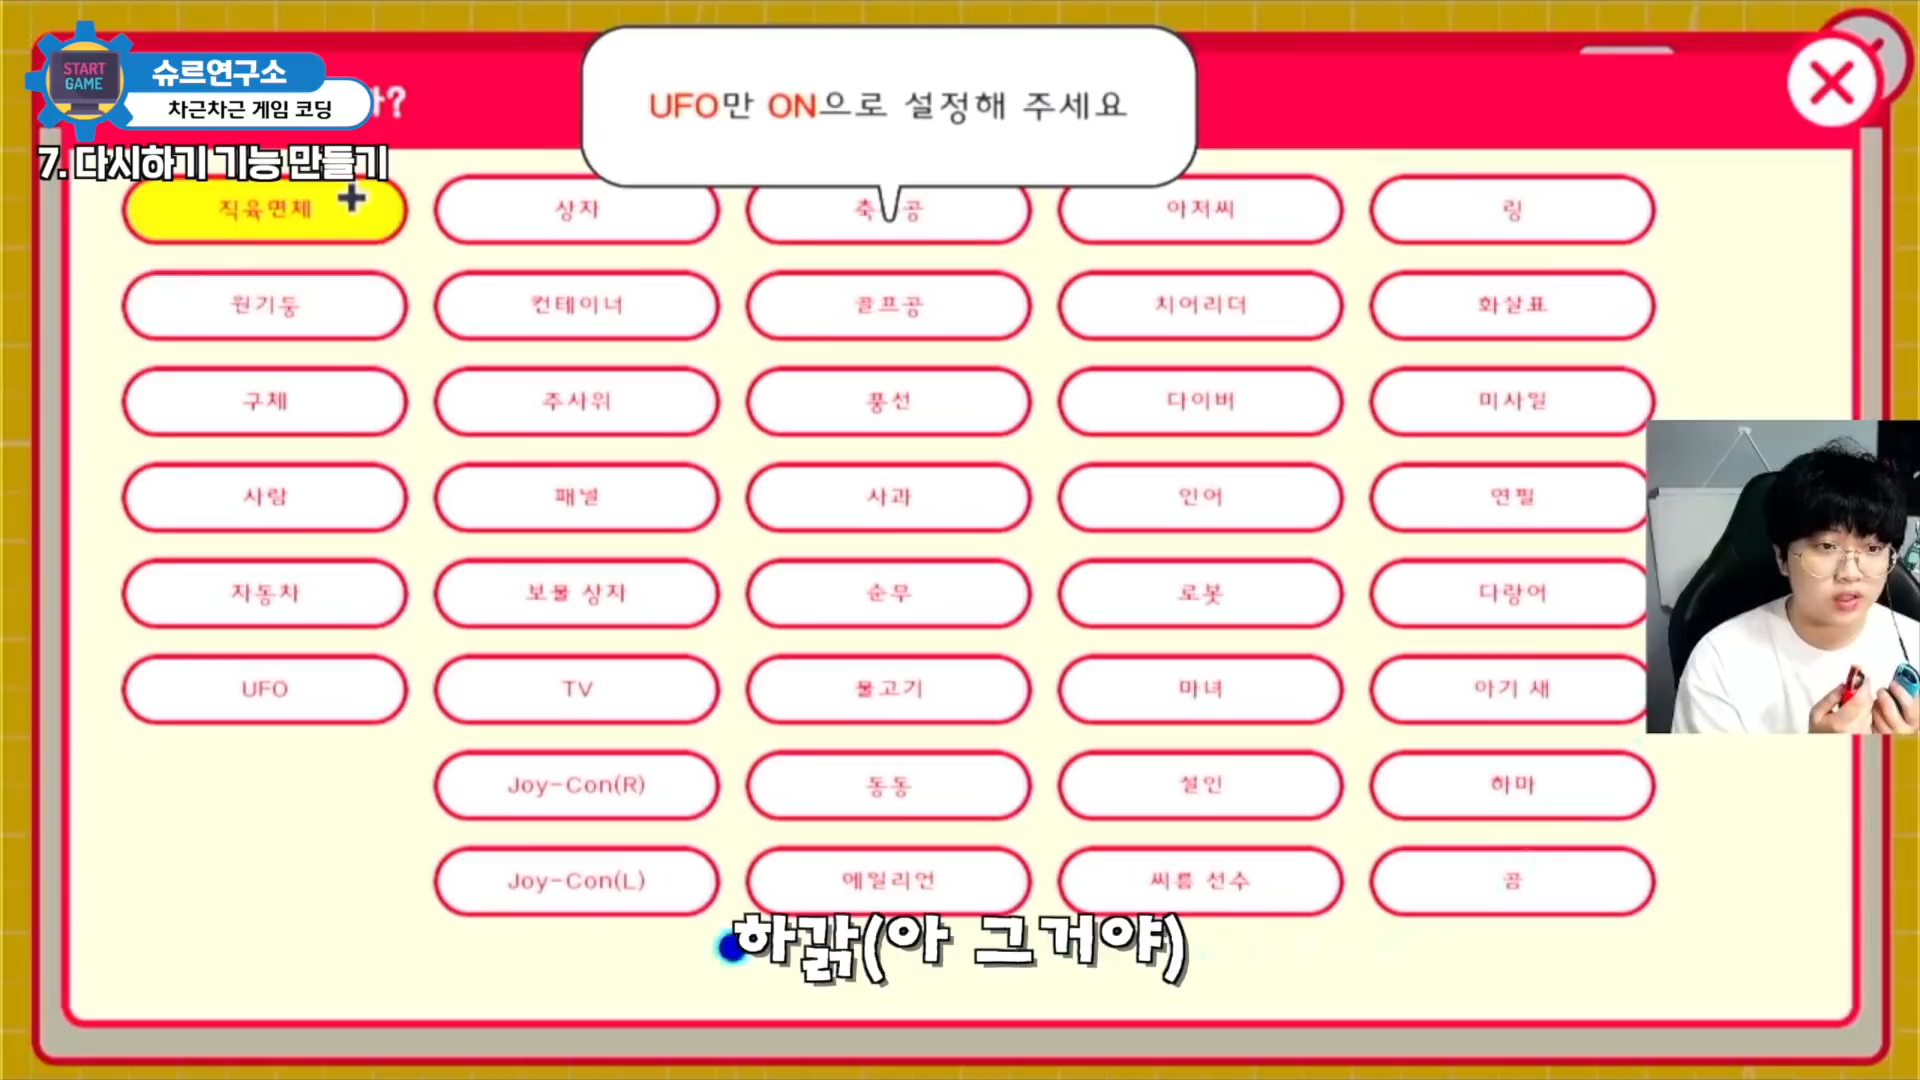 START
GAME
슈르연구소
차근차근 게임 코딩
까?
7. 다시하기 기능 만들기
UFO만 ON으로 설정해 주세요
직육면체
상자
축 공
아저씨
링
원기둥
컨테이너
골프공
치어리더
화살표
구체
주사위
풍선
다이버
미사일
사람
패널
사과
인어
연필
자동차
보물 상자
순무
로봇
다랑어
UFO
TV
물고기
마녀
아기 새
Joy-Con(R)
동동
설인
하마
Joy-Con(L)
에일리언
씨름 선수
곰
하긁(아 그거야)